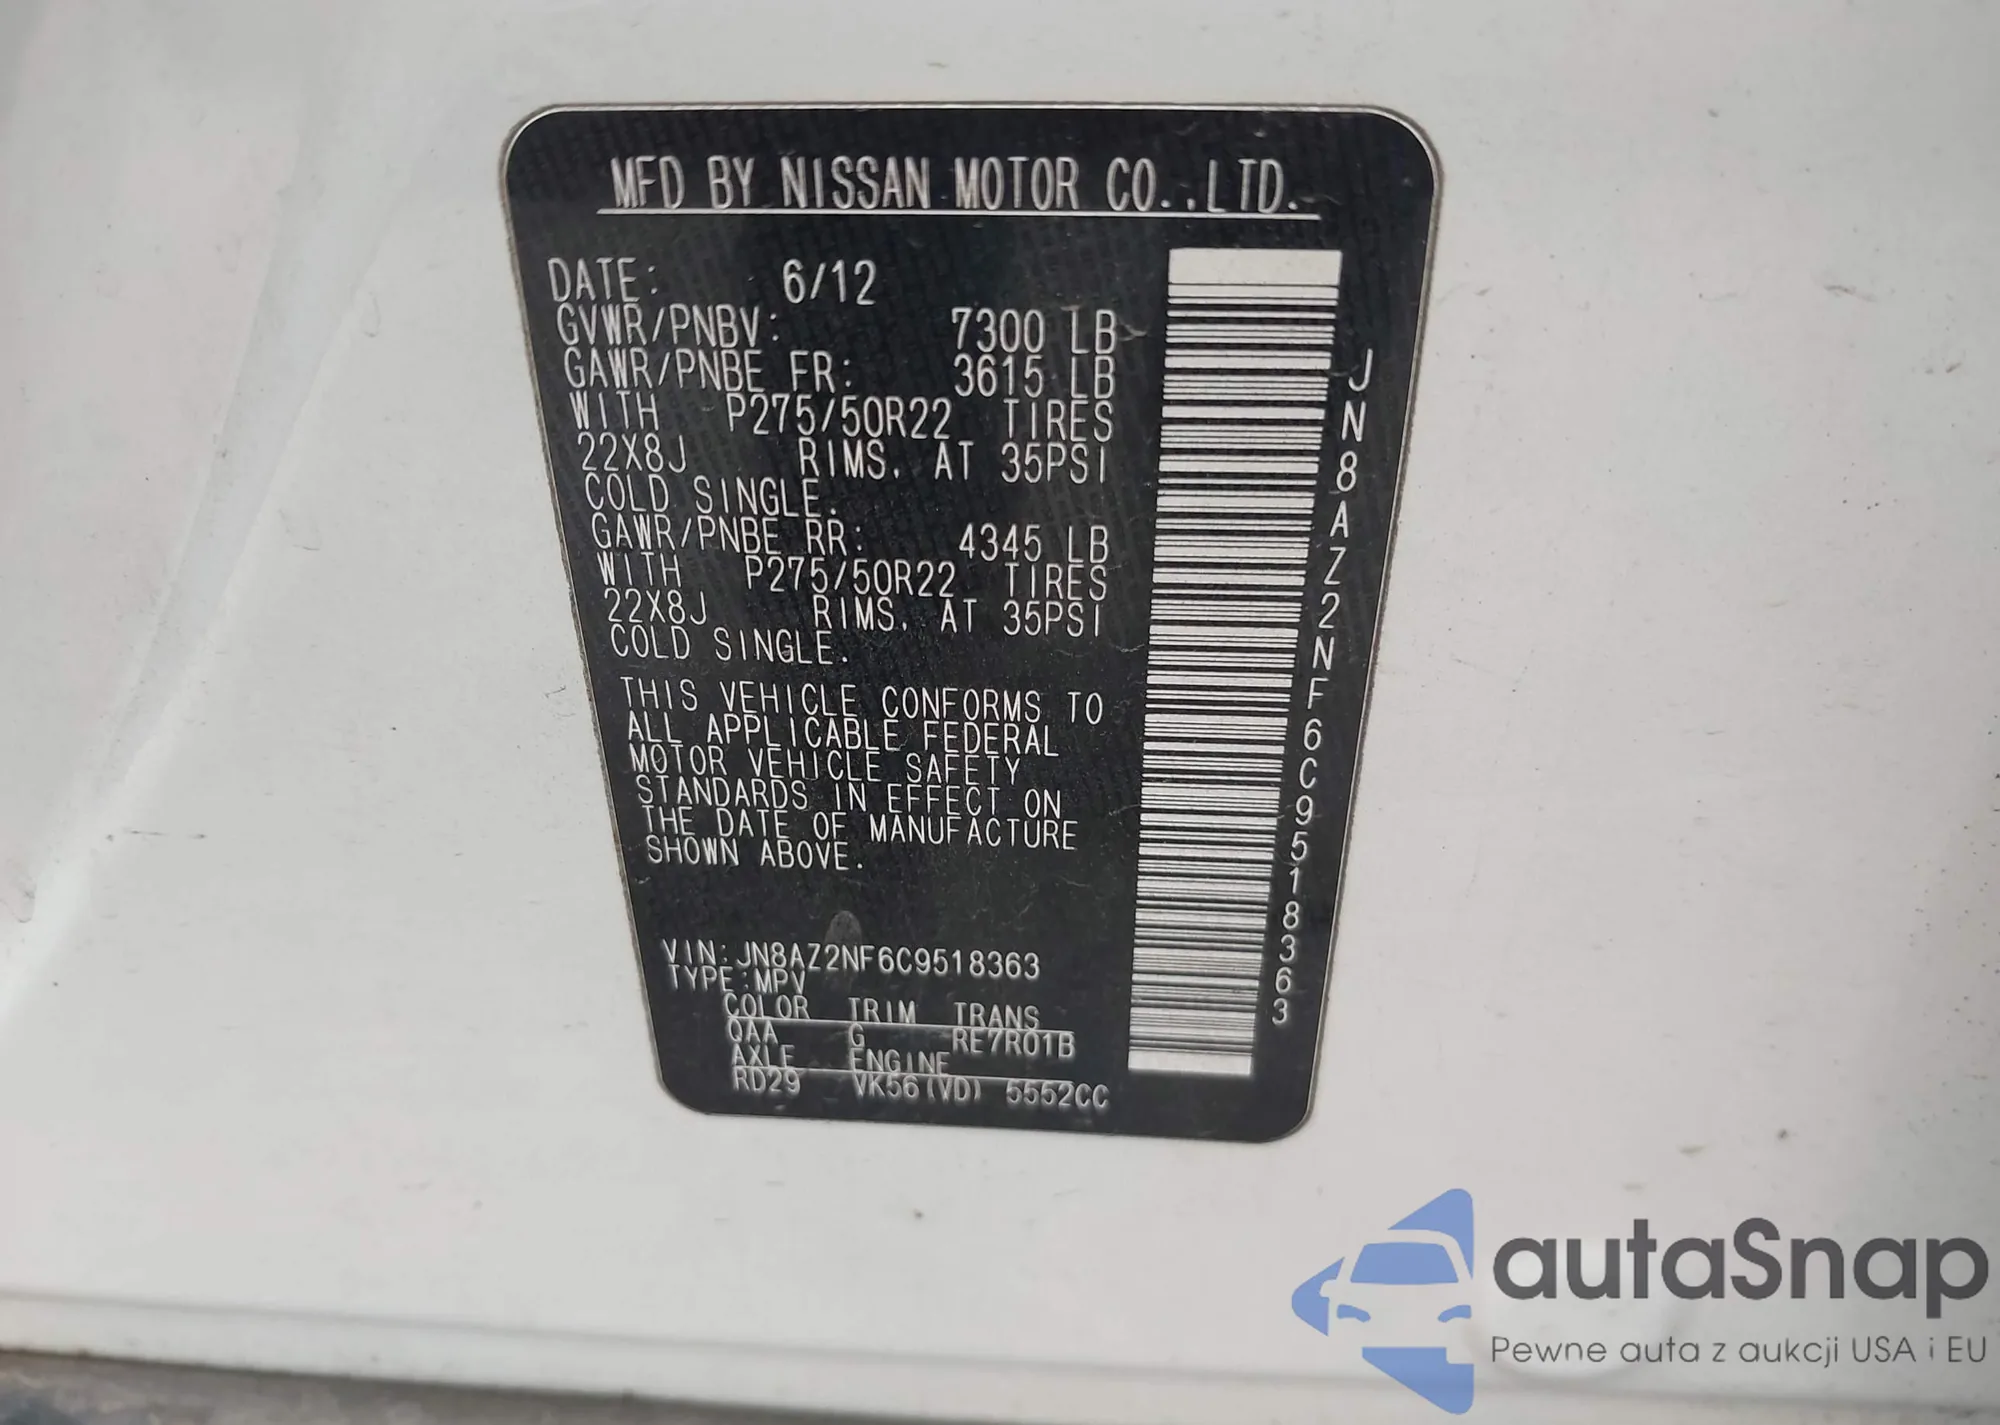 MFD BY NISSAN MOTOR CO.,LTD.
DATE: 6/12
GVWR/PNBV: 7300 LB
GAWR/PNBE FR: 3615 LB
WITH P275/50R22 TIRES
22X8J RIMS, AT 35PSI
COLD SINGLE.
GAWR/PNBE RR: 4345 LB
WITH P275/50R22 TIRES
22X8J RIMS, AT 35PSI
COLD SINGLE.
THIS VEHICLE CONFORMS TO
ALL APPLICABLE FEDERAL
MOTOR VEHICLE SAFETY
STANDARDS IN EFFECT ON
THE DATE OF MANUFACTURE
SHOWN ABOVE.
VIN:JN8AZ2NF6C9518363
TYPE:MPV
COLOR TRIM TRANS
QAA G RE7R01B
AXLE ENGINE
RD29 VK56(VD) 5552CC
JN8AZ2NF6C9518363
autaSnap
Pewne auta z aukcji USA i EU